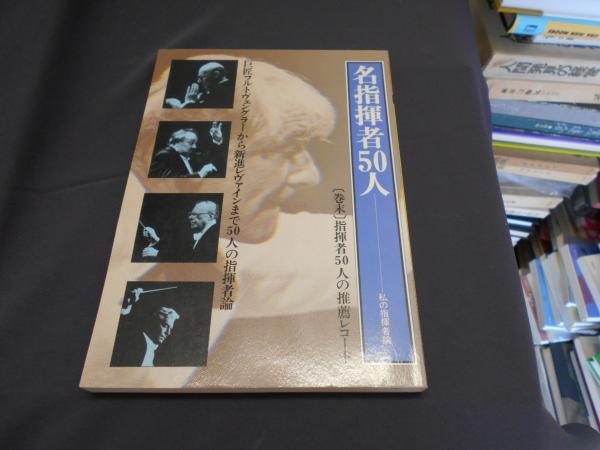 名指揮者50人
私の指揮者論
〔巻末〕指揮者50人の推薦レコード
巨匠フルトヴェングラーから新進レヴァインまで50人の指揮者論